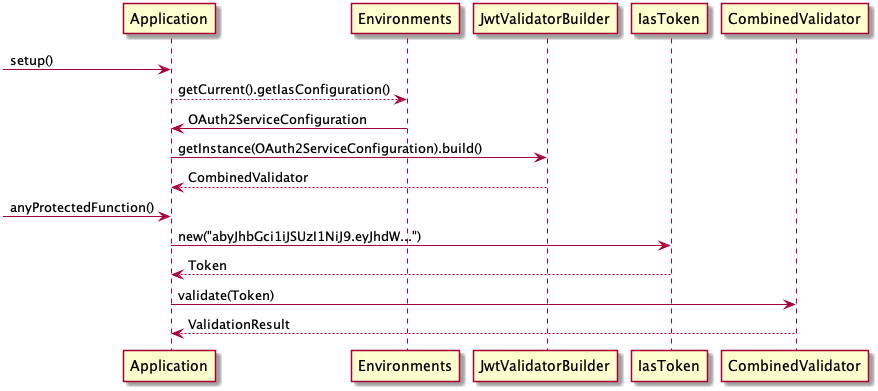 Application
Environments
JwtValidatorBuilder
IasToken
CombinedValidator
setup()
getCurrent().getIasConfiguration()
OAuth2ServiceConfiguration
getInstance(OAuth2ServiceConfiguration).build()
CombinedValidator
anyProtectedFunction()
new("abyJhbGci1iJSUzI1NiJ9.eyJhdW...")
Token
validate(Token)
ValidationResult
Application
Environments
JwtValidatorBuilder
IasToken
CombinedValidator